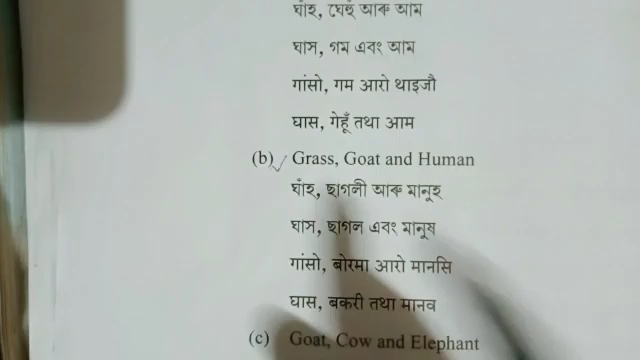 ঘাঁহ, ঘেহুঁ আৰু আম
ঘাস, গম এবং আম
गांसो, गम आरो थाइजौ
घास, गेहूँ तथा आम
(b) Grass, Goat and Human
ঘাঁহ, ছাগলী আৰু মানুহ
ঘাস, ছাগল এবং মানুষ
गांसो, बोरमा आरो मानसि
घास, बकरी तथा मानव
(c) Goat, Cow and Elephant